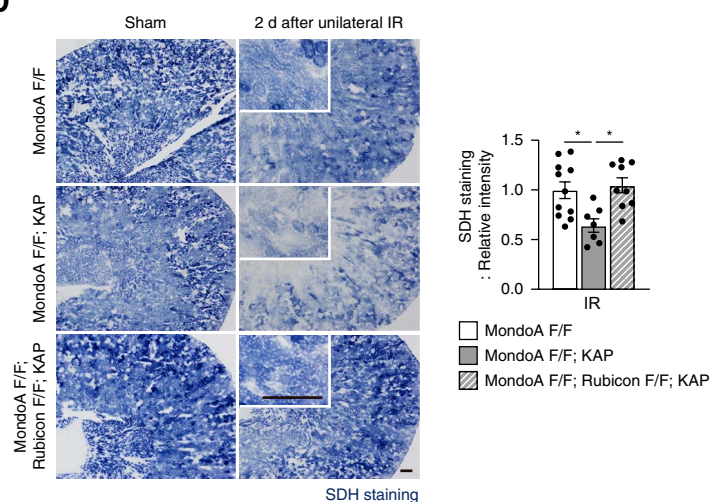 Sham
2 d after unilateral IR
MondoA F/F
MondoA F/F; KAP
MondoA F/F;
Rubicon F/F; KAP
SDH staining
SDH staining
: Relative intensity
1.5
1.0
0.5
0.0
*
*
IR
MondoA F/F
MondoA F/F; KAP
MondoA F/F; Rubicon F/F; KAP